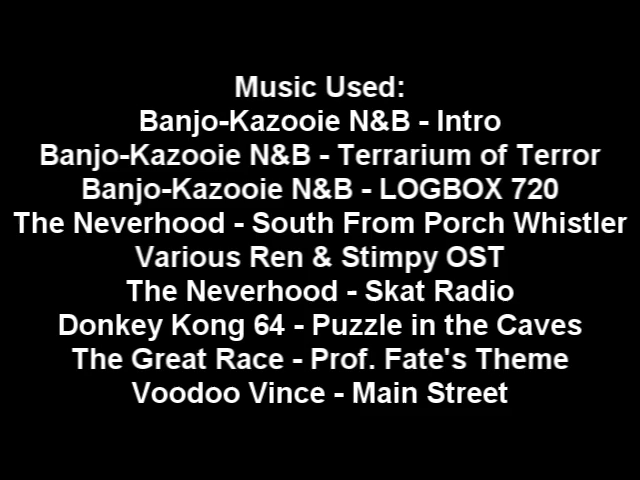 Music Used:
Banjo-Kazooie N&B - Intro
Banjo-Kazooie N&B - Terrarium of Terror
Banjo-Kazooie N&B - LOGBOX 720
The Neverhood - South From Porch Whistler
Various Ren & Stimpy OST
The Neverhood - Skat Radio
Donkey Kong 64 - Puzzle in the Caves
The Great Race - Prof. Fate's Theme
Voodoo Vince - Main Street